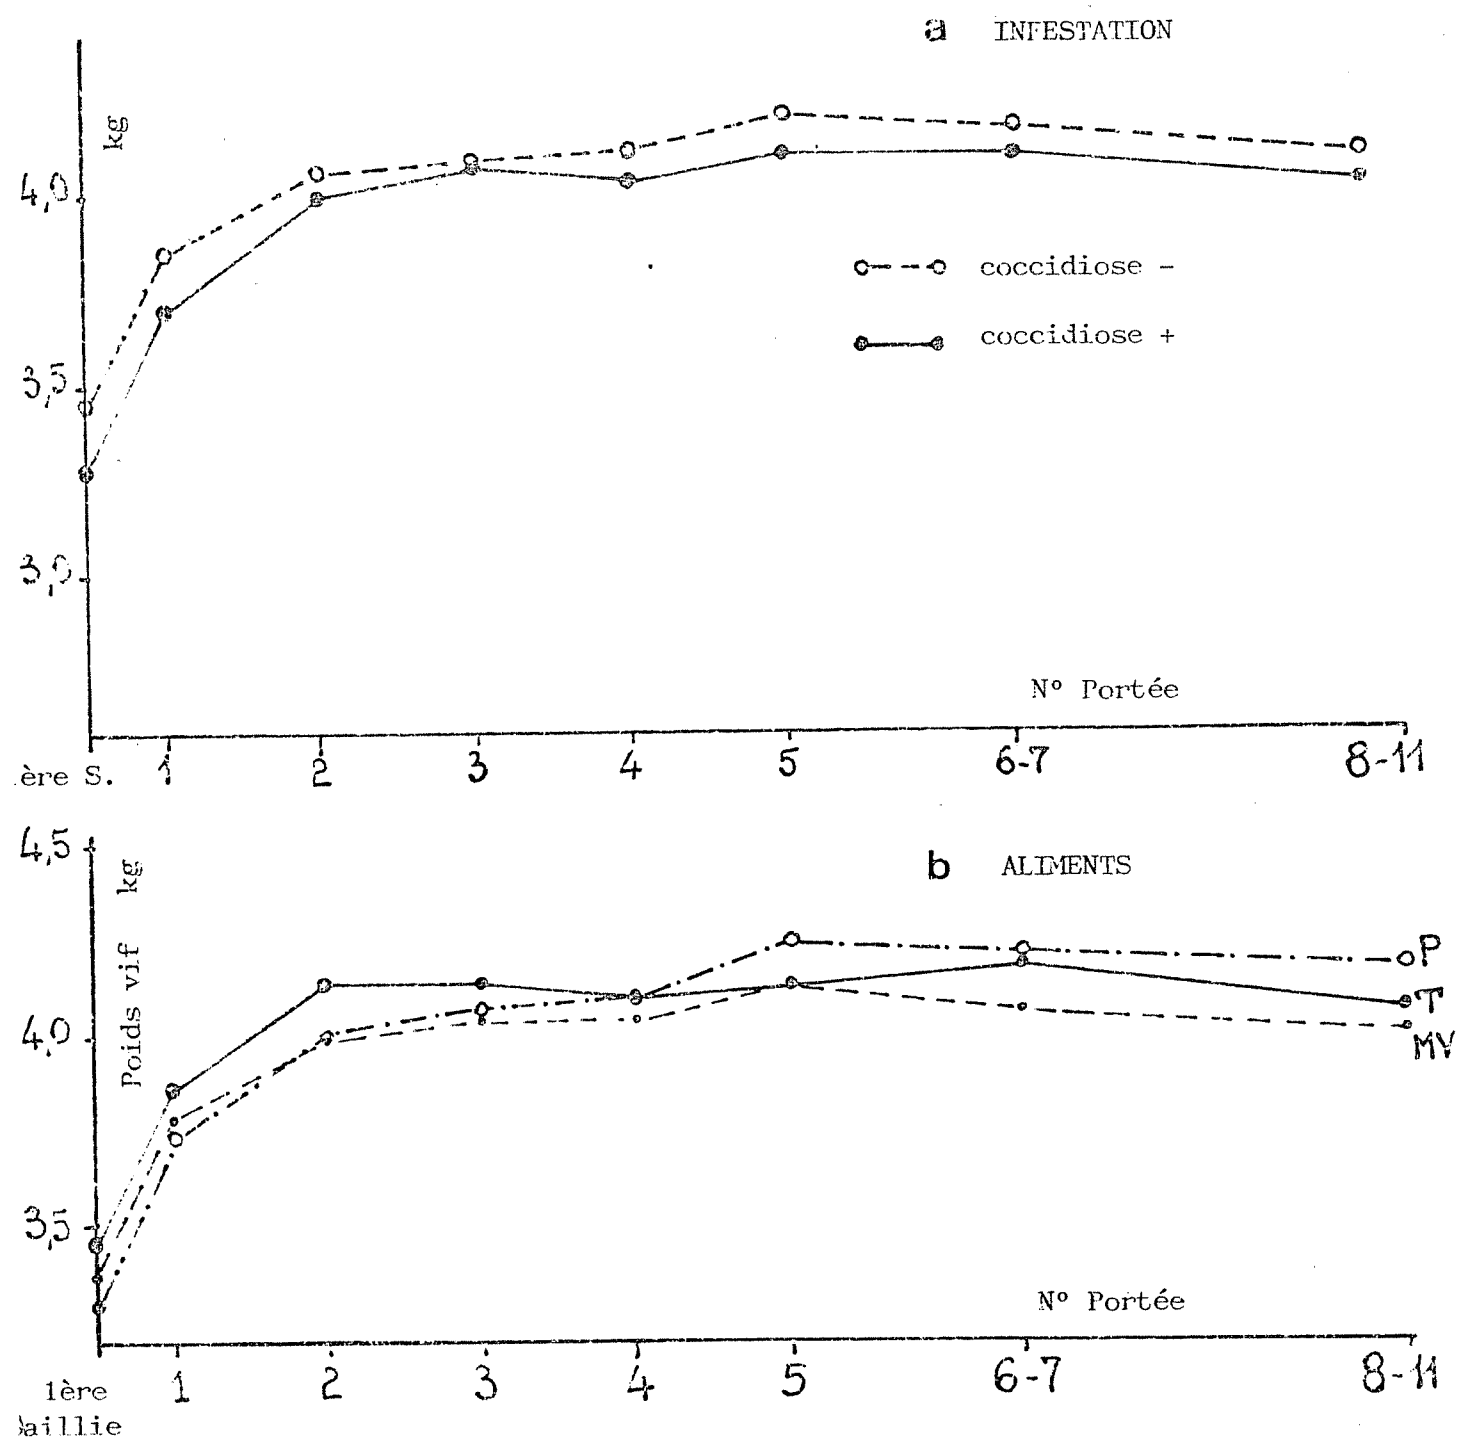 a INFESTATION
kg
4,0
coccidiose -
coccidiose +
3,5
3,0
N° Portée
ère S. 1 2 3 4 5 6-7 8-11
4,5
b ALIMENTS
Poids vif kg
P
T
4,0
MV
3,5
N° Portée
1 2 3 4 5 6-7 8-11
1ère
aillie